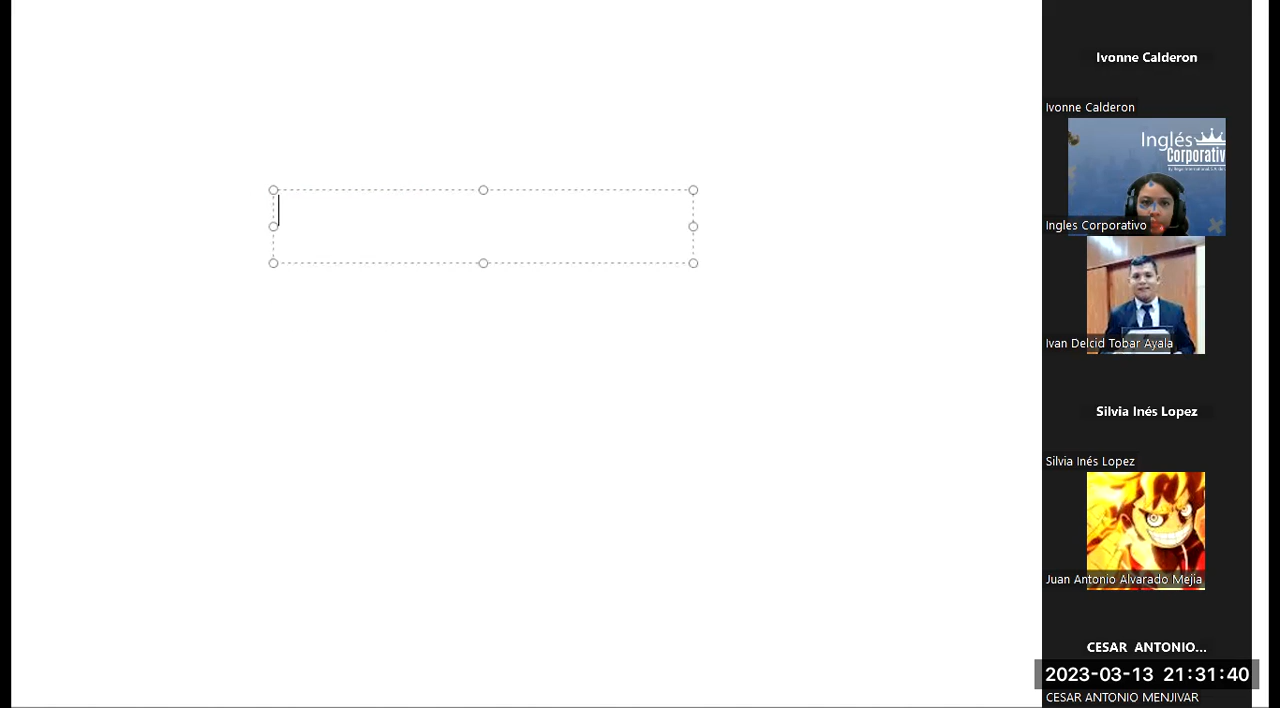 Ivonne Calderon
Ivonne Calderon
Inglés
Corporativ
Ingles Corporativo
Ivan Delcid Tobar Ayala
Silvia Inés Lopez
Silvia Inés Lopez
Juan Antonio Alvarado Mejía
CESAR ANTONIO...
2023-03-13 21:31:40
CESAR ANTONIO MENJIVAR